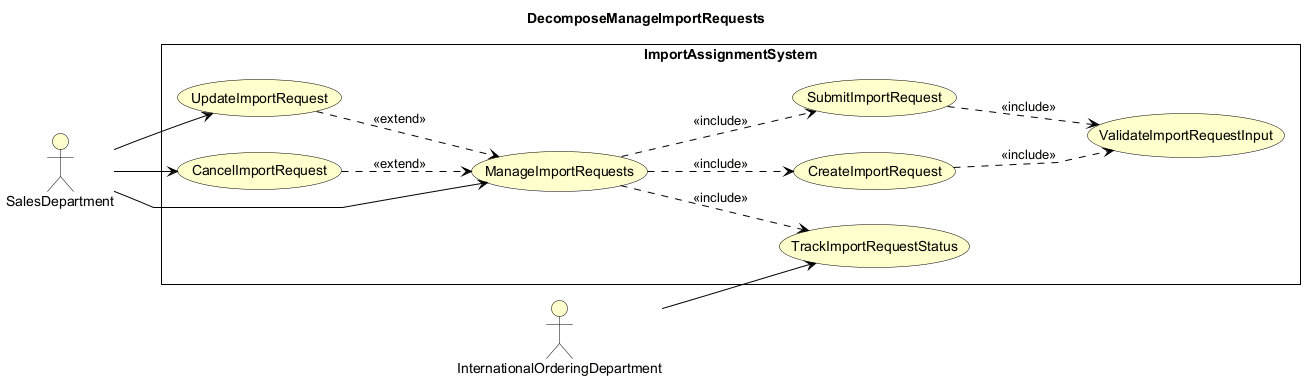 DecomposeManageImportRequests
ImportAssignmentSystem
UpdateImportRequest
SubmitImportRequest
«extend»
«include»
«include»
ValidateImportRequestInput
SalesDepartment
CancelImportRequest
«extend»
ManageImportRequests
«include»
CreateImportRequest
«include»
«include»
TrackImportRequestStatus
InternationalOrderingDepartment